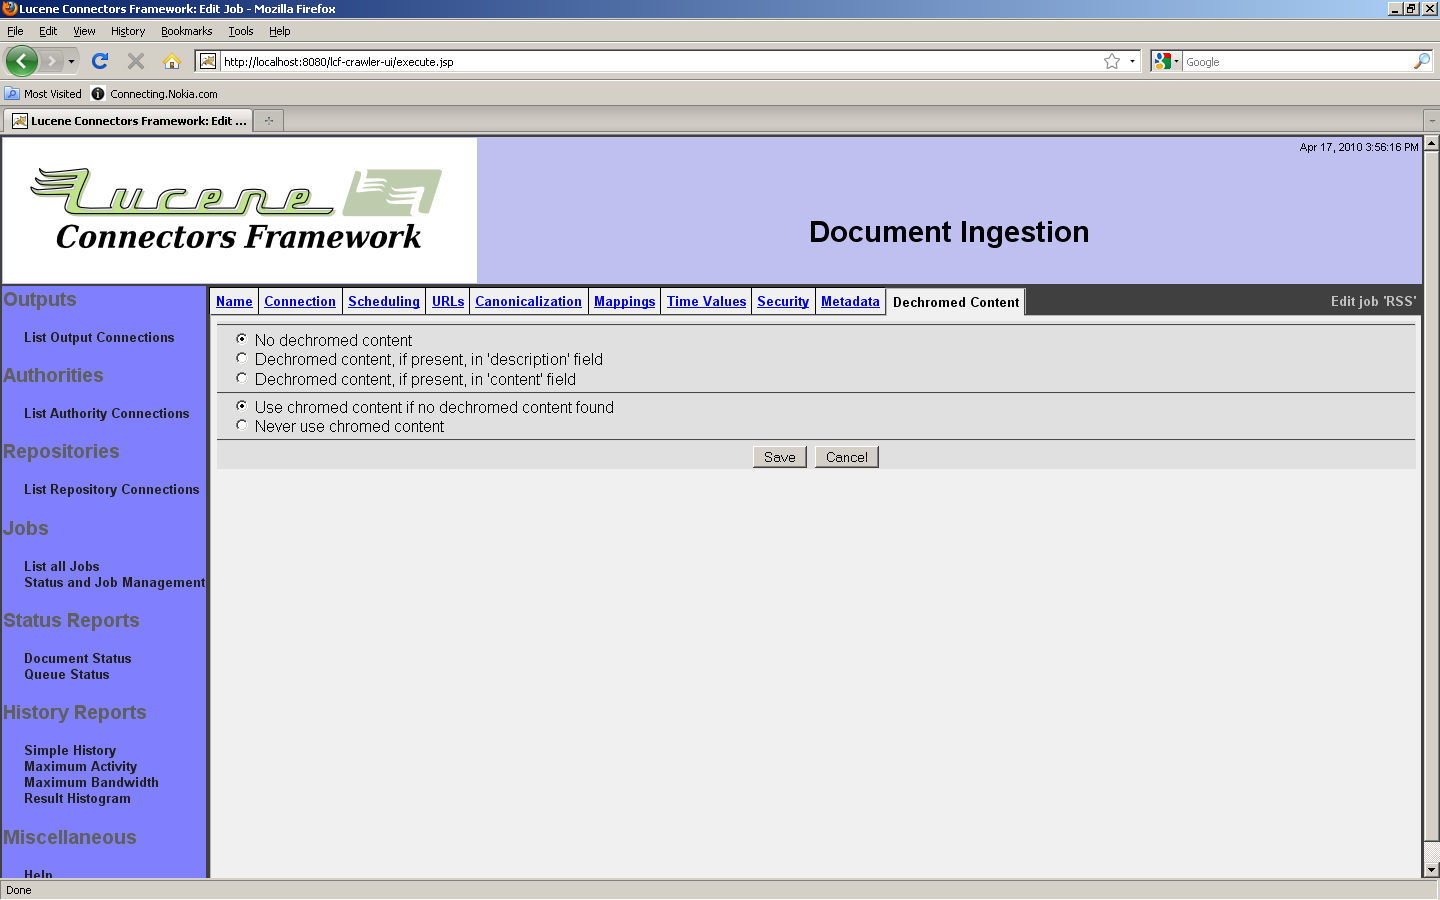 Lucene Connectors Framework: Edit Job - Mozilla Firefox
File Edit View History Bookmarks Tools Help
http://localhost:8080/lcf-crawler-ui/execute.jsp
Google
Most Visited Connecting.Nokia.com
Lucene Connectors Framework: Edit ...
Apr 17, 2010 3:56:16 PM
Lucene
Connectors Framework
Document Ingestion
Name Connection Scheduling URLs Canonicalization Mappings Time Values Security Metadata Dechromed Content Edit job 'RSS'
Outputs
List Output Connections
Authorities
List Authority Connections
Repositories
List Repository Connections
Jobs
List all Jobs
Status and Job Management
Status Reports
Document Status
Queue Status
History Reports
Simple History
Maximum Activity
Maximum Bandwidth
Result Histogram
Miscellaneous
Help
No dechromed content
Dechromed content, if present, in 'description' field
Dechromed content, if present, in 'content' field
Use chromed content if no dechromed content found
Never use chromed content
Save Cancel
Done